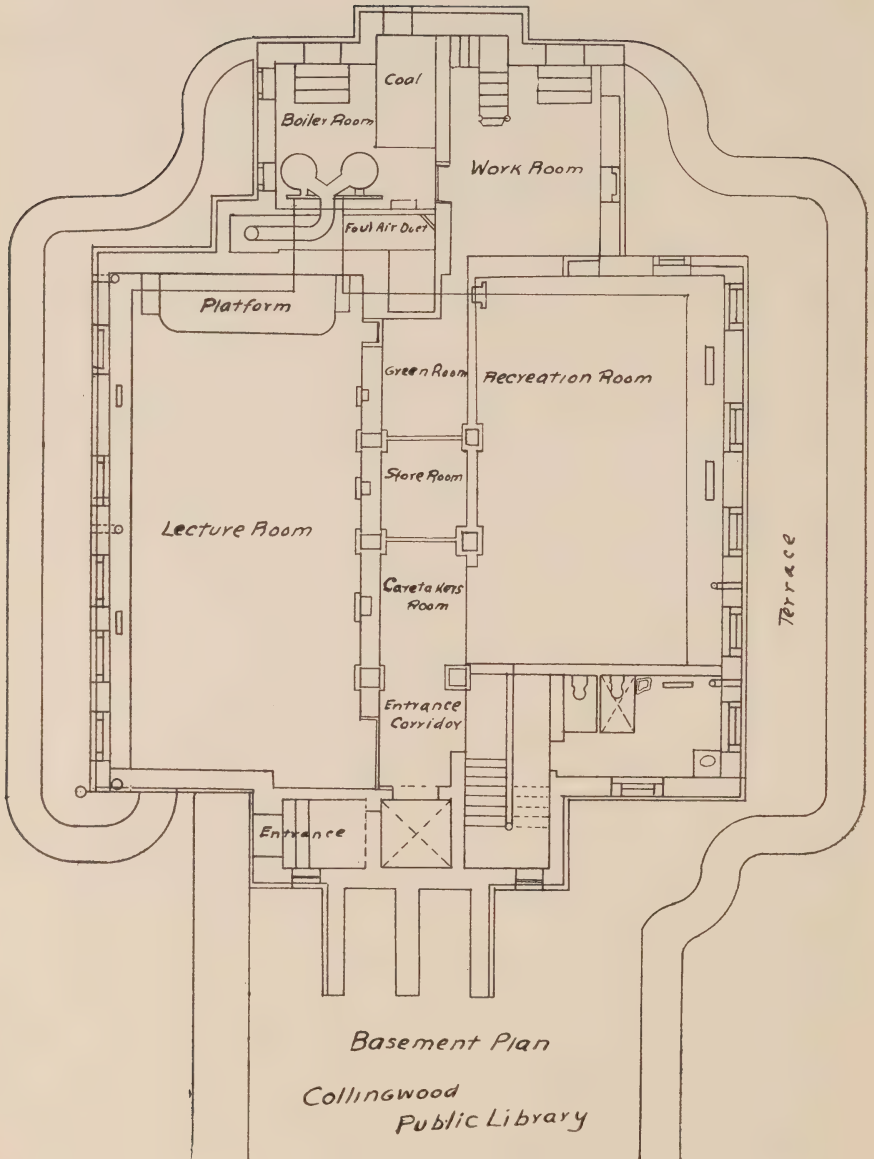 Coal
Boiler Room
Work Room
Foul Air Duct
Platform
Green Room
Recreation Room
Store Room
Lecture Room
Terrace
Caretakers
Room
Entrance
Corridor
Entrance
Basement Plan
Collingwood
Public Library